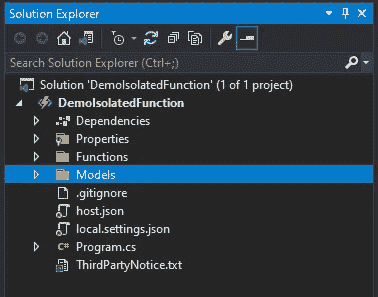 Solution Explorer
Search Solution Explorer (Ctrl+;)
Solution 'DemoIsolatedFunction' (1 of 1 project)
DemoIsolatedFunction
Dependencies
Properties
Functions
Models
.gitignore
host.json
local.settings.json
C# Program.cs
ThirdPartyNotice.txt